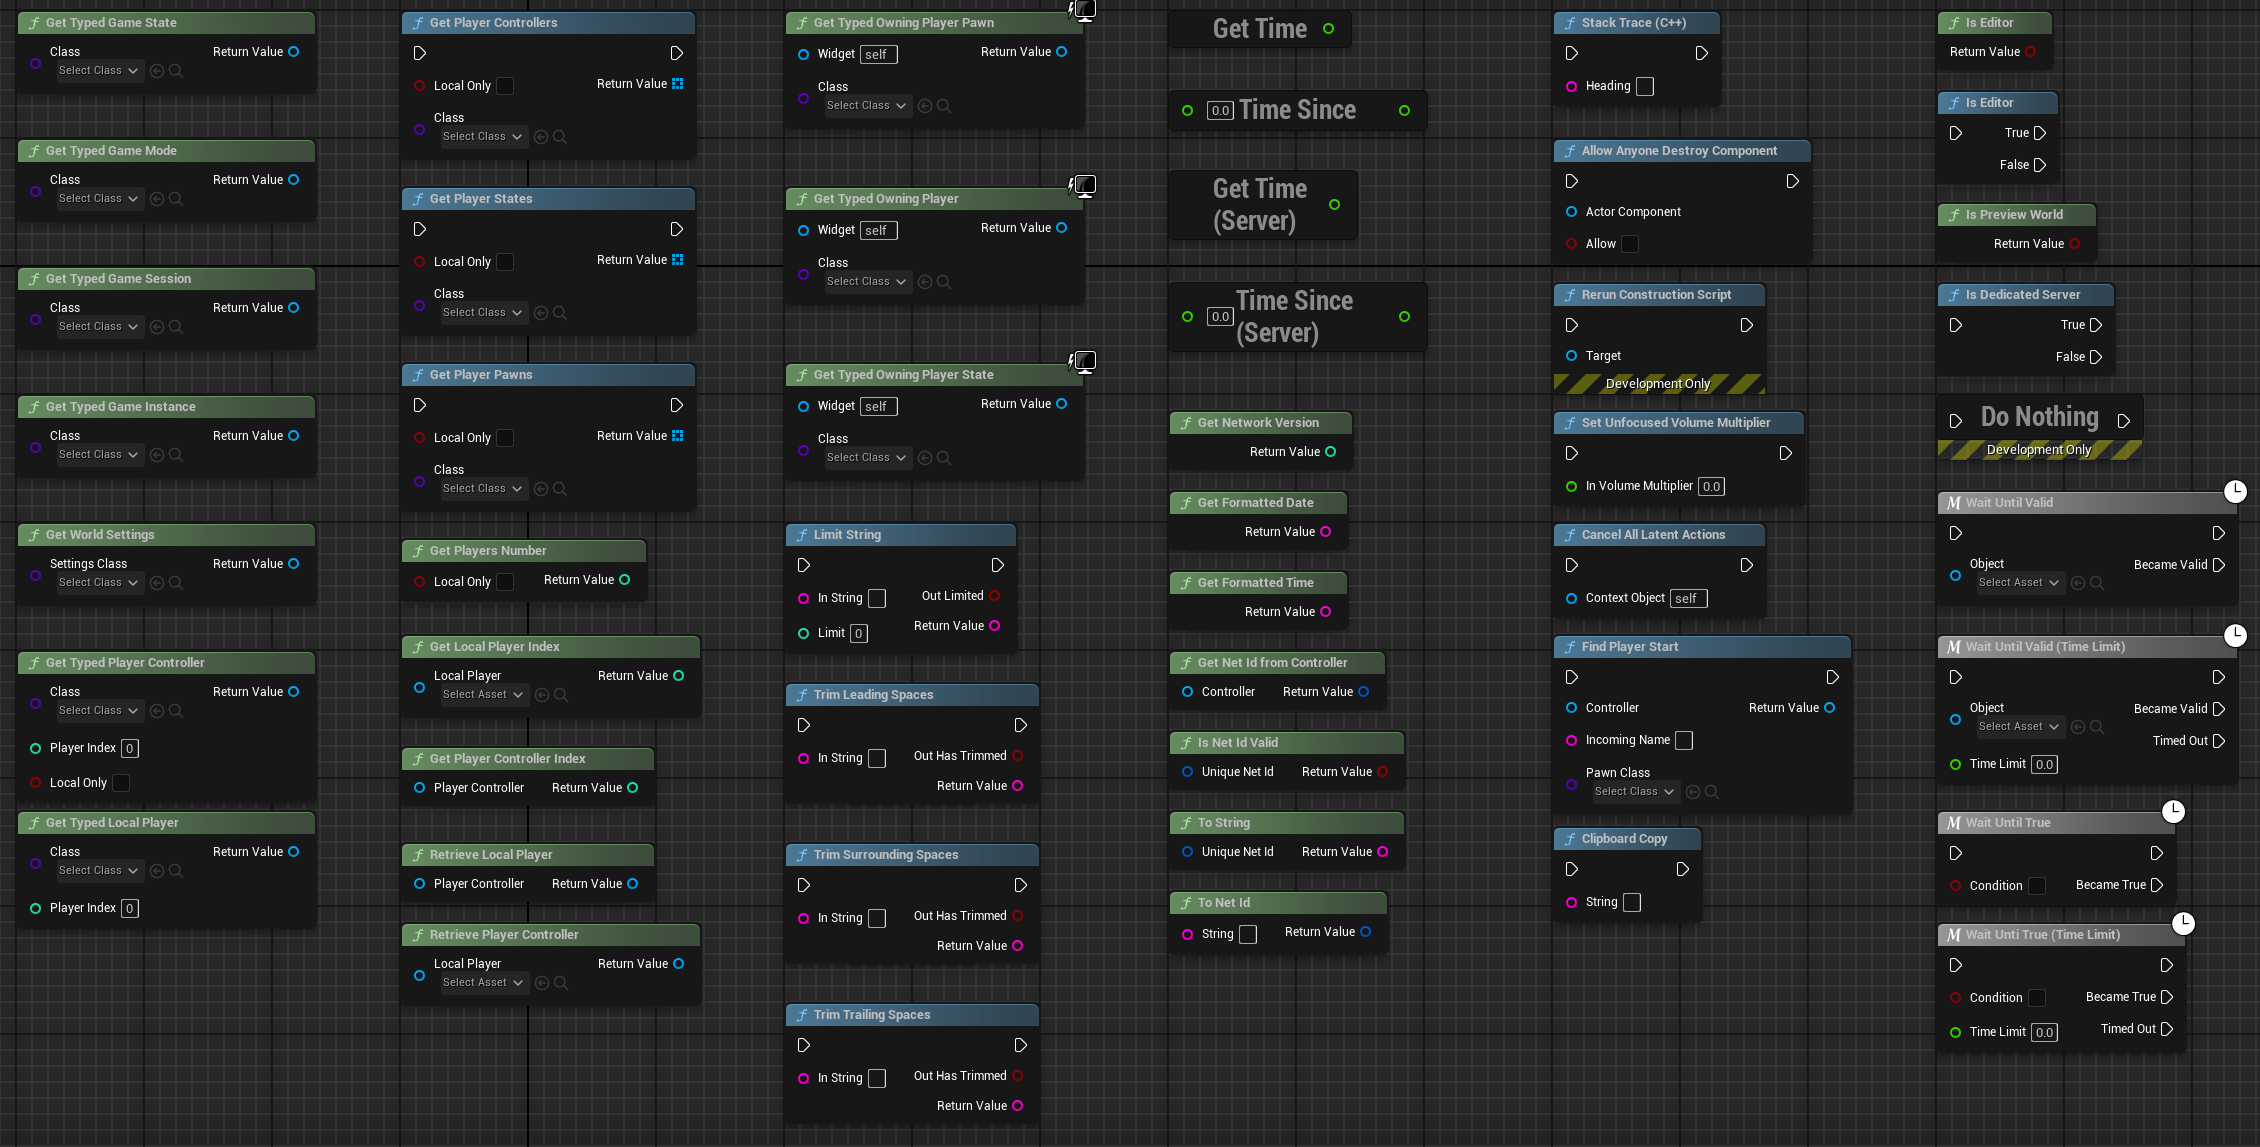 Get Typed Game State
Class
Return Value
Select Class
Get Typed Game Mode
Class
Return Value
Select Class
Get Typed Game Session
Class
Return Value
Select Class
Get Typed Game Instance
Class
Return Value
Select Class
Get World Settings
Settings Class
Return Value
Select Class
Get Typed Player Controller
Class
Return Value
Select Class
Player Index 0
Local Only
Get Typed Local Player
Class
Return Value
Select Class
Player Index 0
Get Player Controllers
Local Only
Return Value
Class
Select Class
Get Player States
Local Only
Return Value
Class
Select Class
Get Player Pawns
Local Only
Return Value
Class
Select Class
Get Players Number
Local Only
Return Value
Get Local Player Index
Local Player
Return Value
Select Asset
Get Player Controller Index
Player Controller
Return Value
Retrieve Local Player
Player Controller
Return Value
Retrieve Player Controller
Local Player
Return Value
Select Asset
Get Typed Owning Player Pawn
Widget self
Return Value
Class
Select Class
Get Typed Owning Player
Widget self
Return Value
Class
Select Class
Get Typed Owning Player State
Widget self
Return Value
Class
Select Class
Limit String
In String
Out Limited
Limit 0
Return Value
Trim Leading Spaces
In String
Out Has Trimmed
Return Value
Trim Surrounding Spaces
In String
Out Has Trimmed
Return Value
Trim Trailing Spaces
In String
Out Has Trimmed
Return Value
Get Time
0.0 Time Since
Get Time
(Server)
0.0 Time Since
(Server)
Get Network Version
Return Value
Get Formatted Date
Return Value
Get Formatted Time
Return Value
Get Net Id from Controller
Controller
Return Value
Is Net Id Valid
Unique Net Id
Return Value
To String
Unique Net Id
Return Value
To Net Id
String
Return Value
Stack Trace (C++)
Heading
Allow Anyone Destroy Component
Actor Component
Allow
Rerun Construction Script
Target
Development Only
Set Unfocused Volume Multiplier
In Volume Multiplier 0.0
Cancel All Latent Actions
Context Object self
Find Player Start
Controller
Return Value
Incoming Name
Pawn Class
Select Class
Clipboard Copy
String
Is Editor
Return Value
Is Editor
True
False
Is Preview World
Return Value
Is Dedicated Server
True
False
Do Nothing
Development Only
Wait Until Valid
Object
Became Valid
Select Asset
Wait Until Valid (Time Limit)
Object
Became Valid
Select Asset
Timed Out
Time Limit 0.0
Wait Until True
Condition
Became True
Wait Unti True (Time Limit)
Condition
Became True
Time Limit 0.0
Timed Out